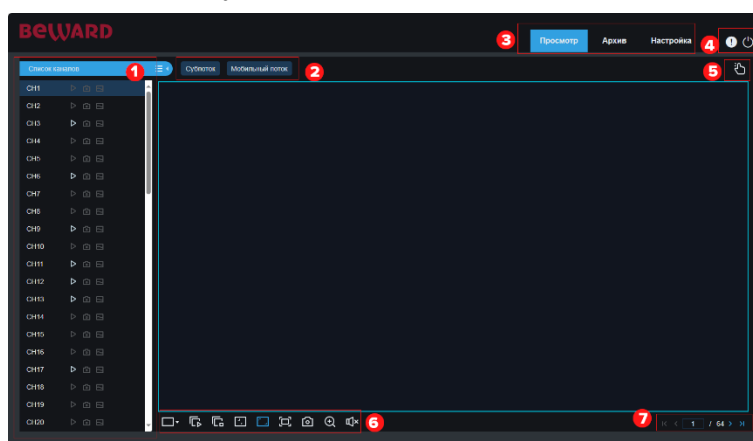 BEWARD
3 Просмотр Архив Настройка 4
Список каналов 1 Субпоток Мобильный поток 2 5
CH1
CH2
CH3
CH4
CH5
CH6
CH7
CH8
CH9
CH10
CH11
CH12
CH13
CH14
CH15
CH16
CH17
CH18
CH19
CH20
6
7
1 / 64